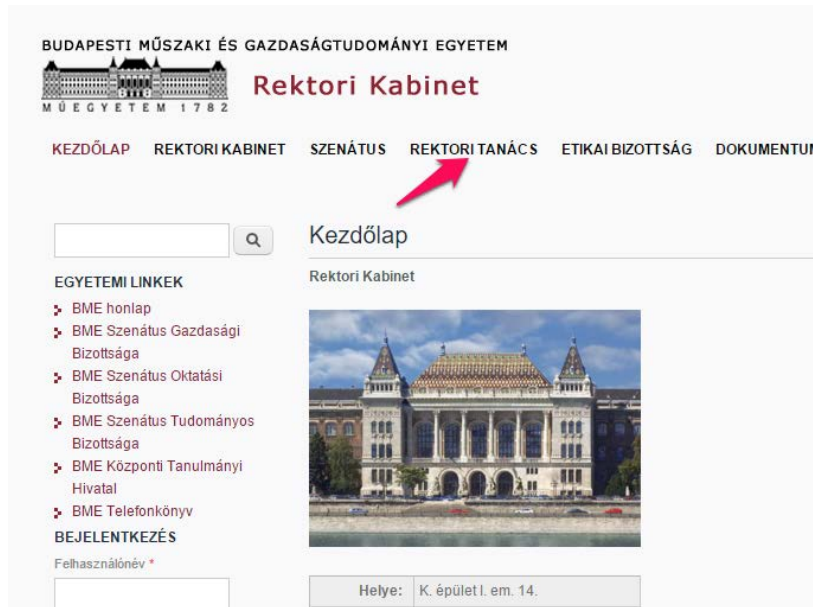 BUDAPESTI MŰSZAKI ÉS GAZDASÁGTUDOMÁNYI EGYETEM
MŰEGYETEM 1782
Rektori Kabinet
KEZDŐLAP REKTORI KABINET SZENÁTUS REKTORI TANÁCS ETIKAI BIZOTTSÁG
Kezdőlap
Rektori Kabinet
EGYETEMI LINKEK
BME honlap
BME Szenátus Gazdasági
Bizottsága
BME Szenátus Oktatási
Bizottsága
BME Szenátus Tudományos
Bizottsága
BME Központi Tanulmányi
Hivatal
BME Telefonkönyv
BEJELENTKEZÉS
Felhasználónév *
Helye: K. épület I. em. 14.